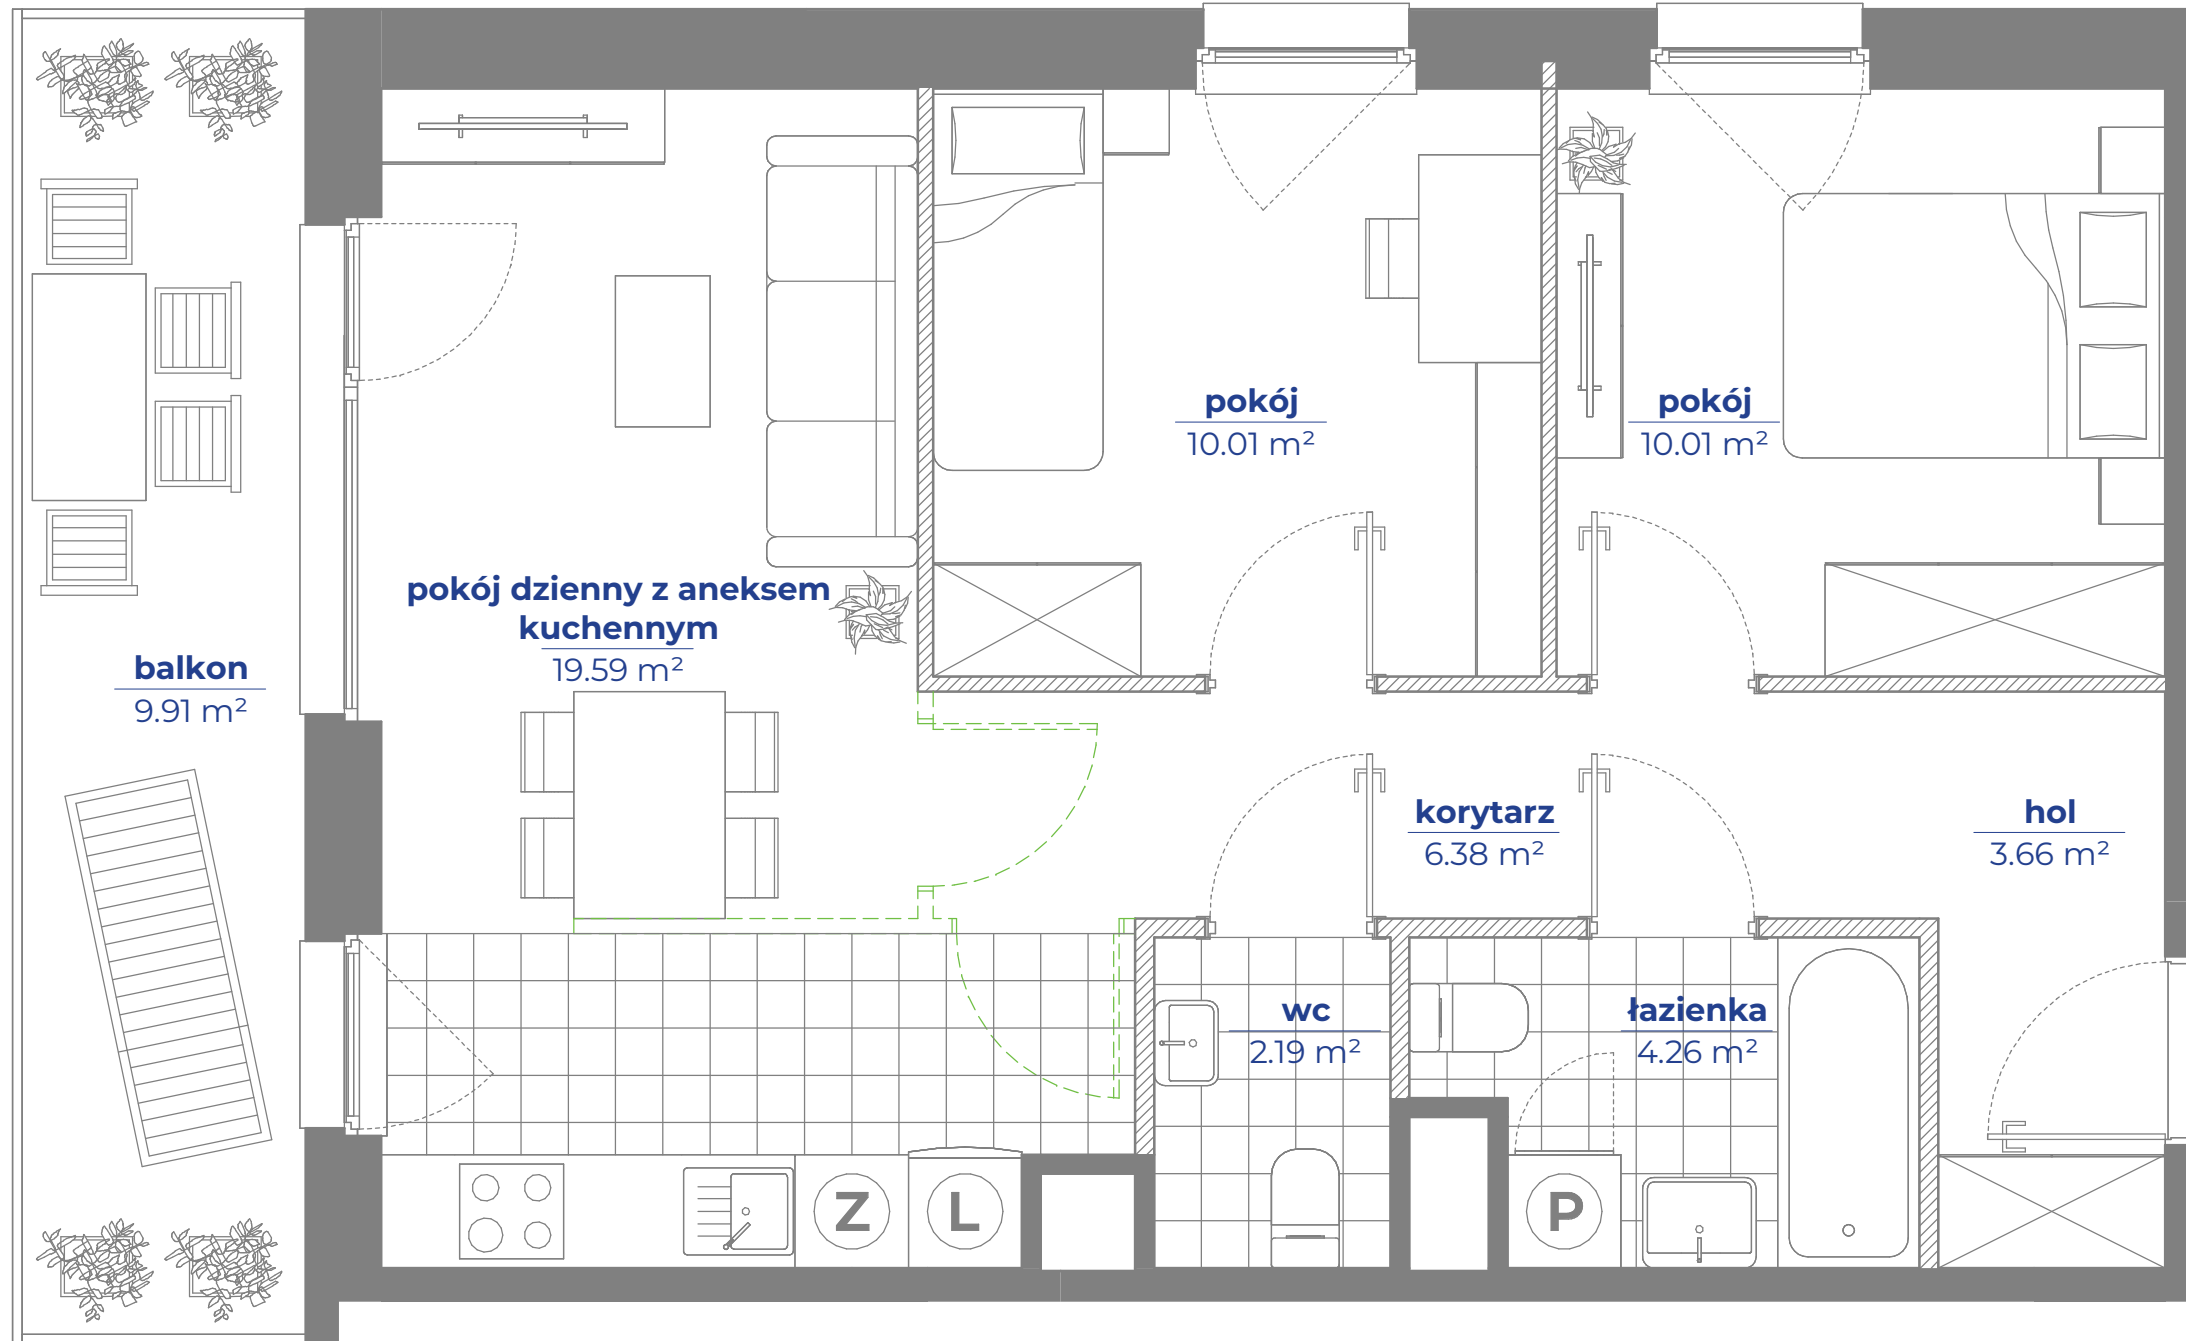 pokój
10.01 m²
pokój
10.01 m²
pokój dzienny z aneksem
kuchennym
19.59 m²
balkon
9.91 m²
korytarz
6.38 m²
hol
3.66 m²
wc
2.19 m²
łazienka
4.26 m²
Z
L
P